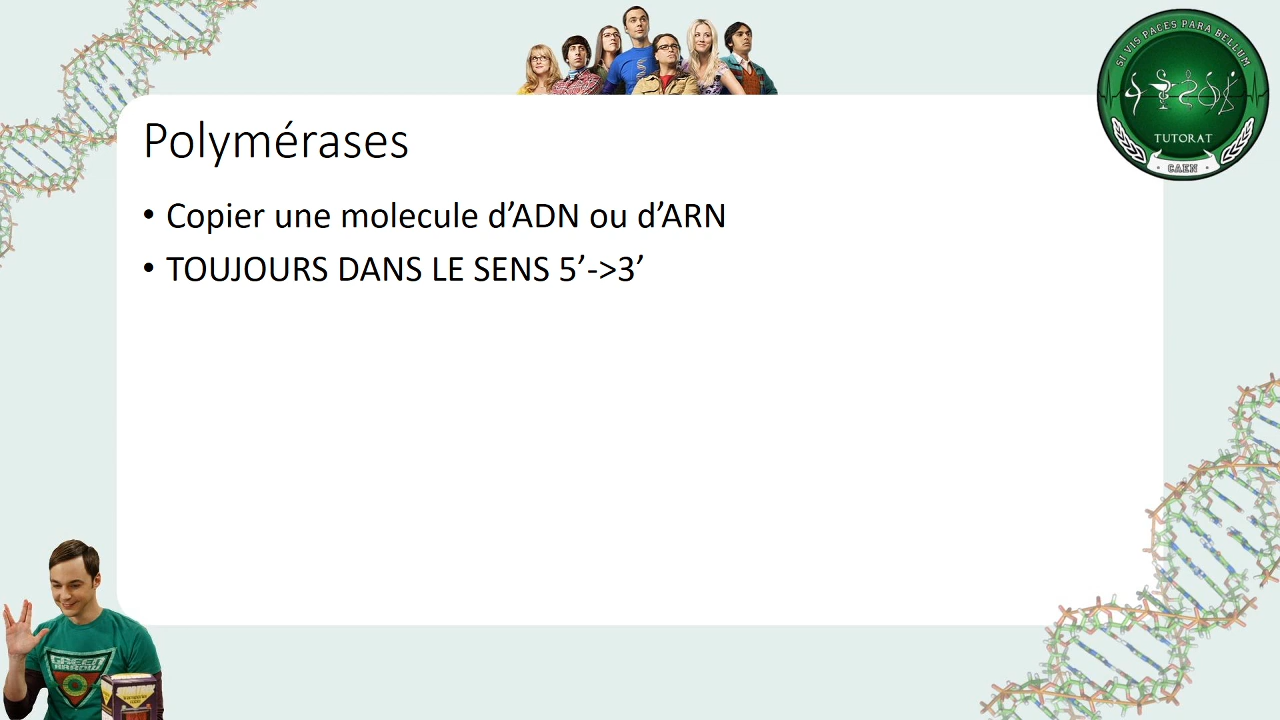 SI VIS PACES PARA BELLUM
TUTORAT
CAEN
Polymérases
• Copier une molecule d’ADN ou d’ARN
• TOUJOURS DANS LE SENS 5’->3’
GREEN